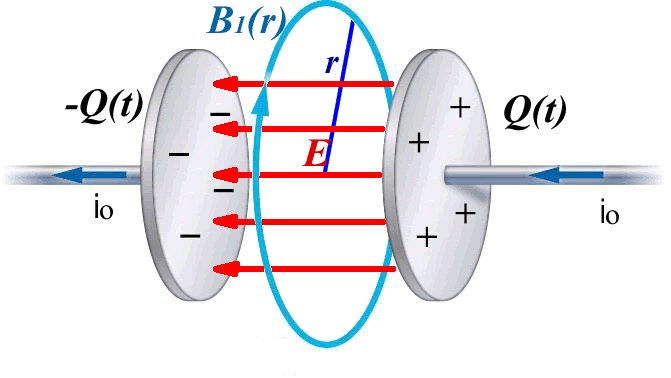 B₁(r)
r
-Q(t)
Q(t)
E
i₀
i₀
+
+
+
+
−
−
−
−